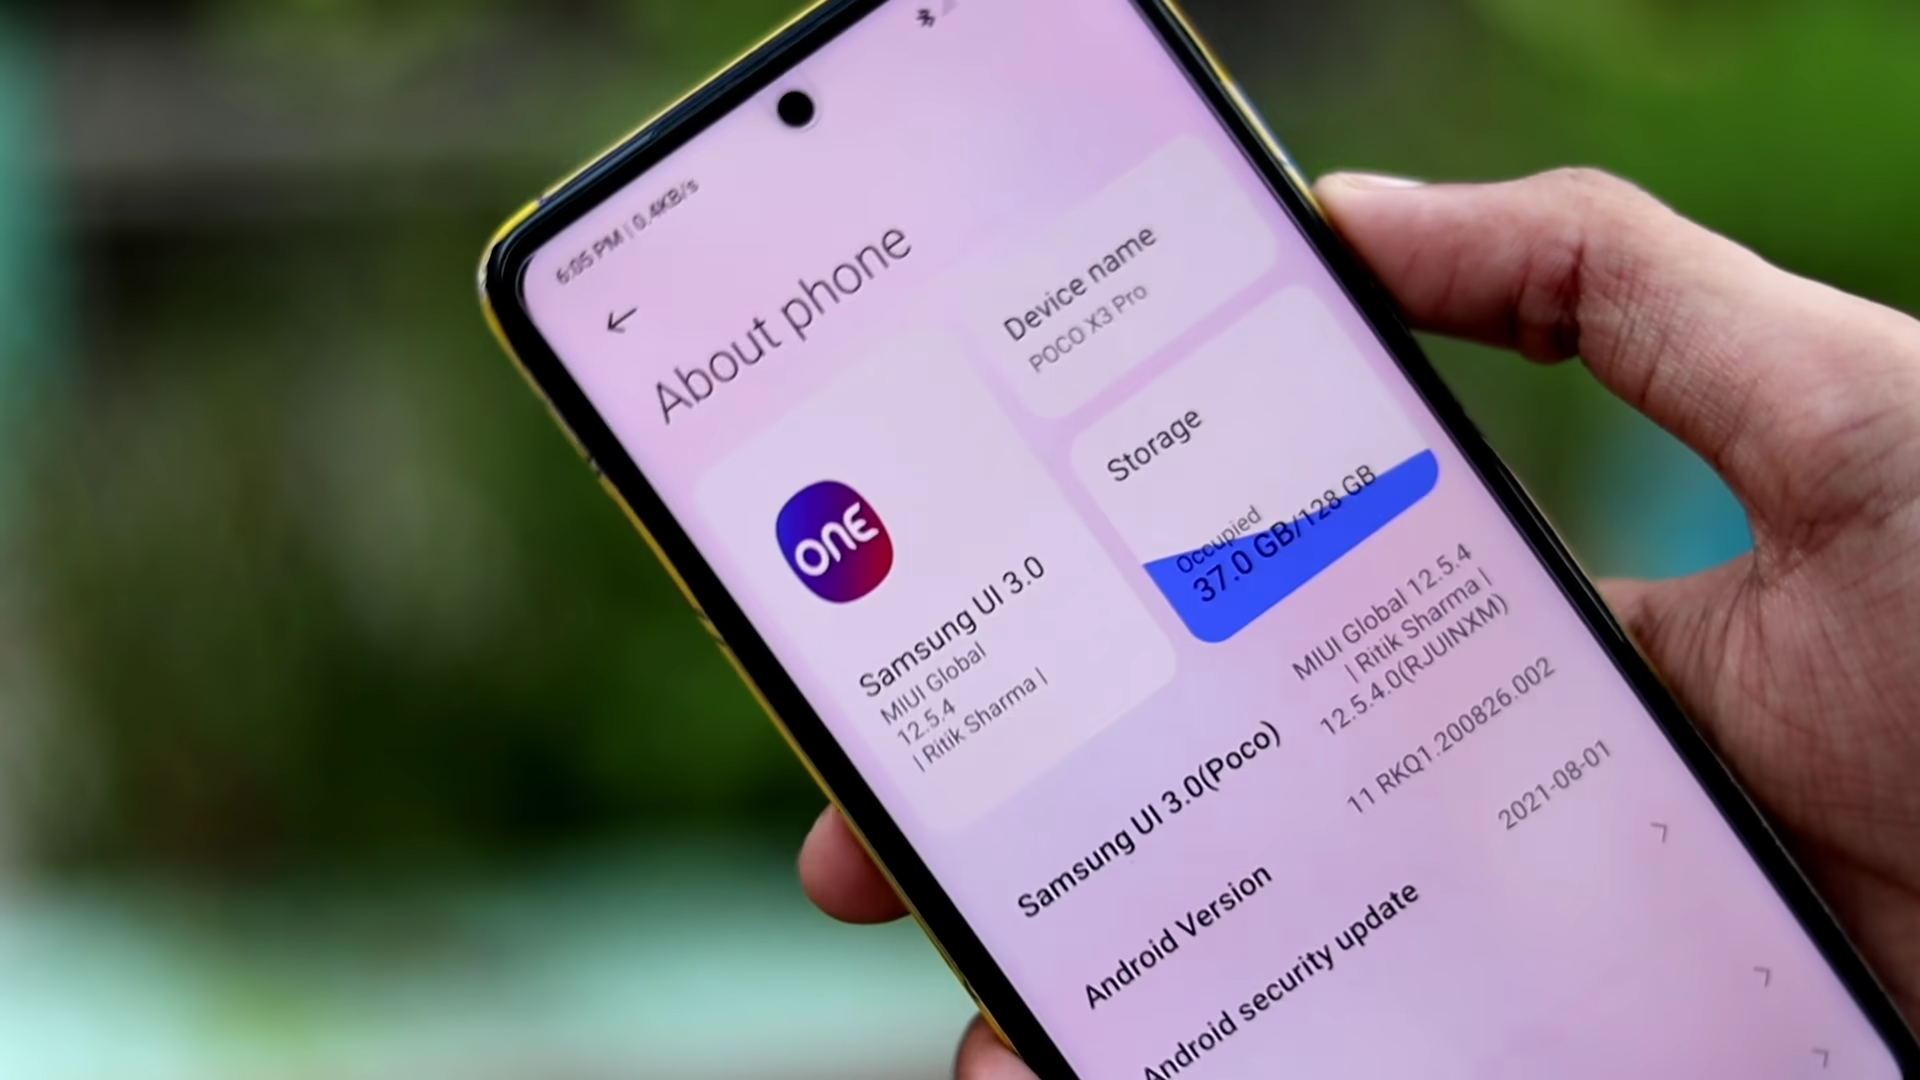 6:05 PM | 0.4KB/s
About phone
ONE
Samsung UI 3.0
MIUI Global
12.5.4
| Ritik Sharma |
Device name
POCO X3 Pro
Storage
Occupied
37.0 GB/128 GB
Samsung UI 3.0(Poco)
MIUI Global 12.5.4
| Ritik Sharma |
12.5.4.0(RJUINXM)
Android Version
11 RKQ1.200826.002
Android security update
2021-08-01